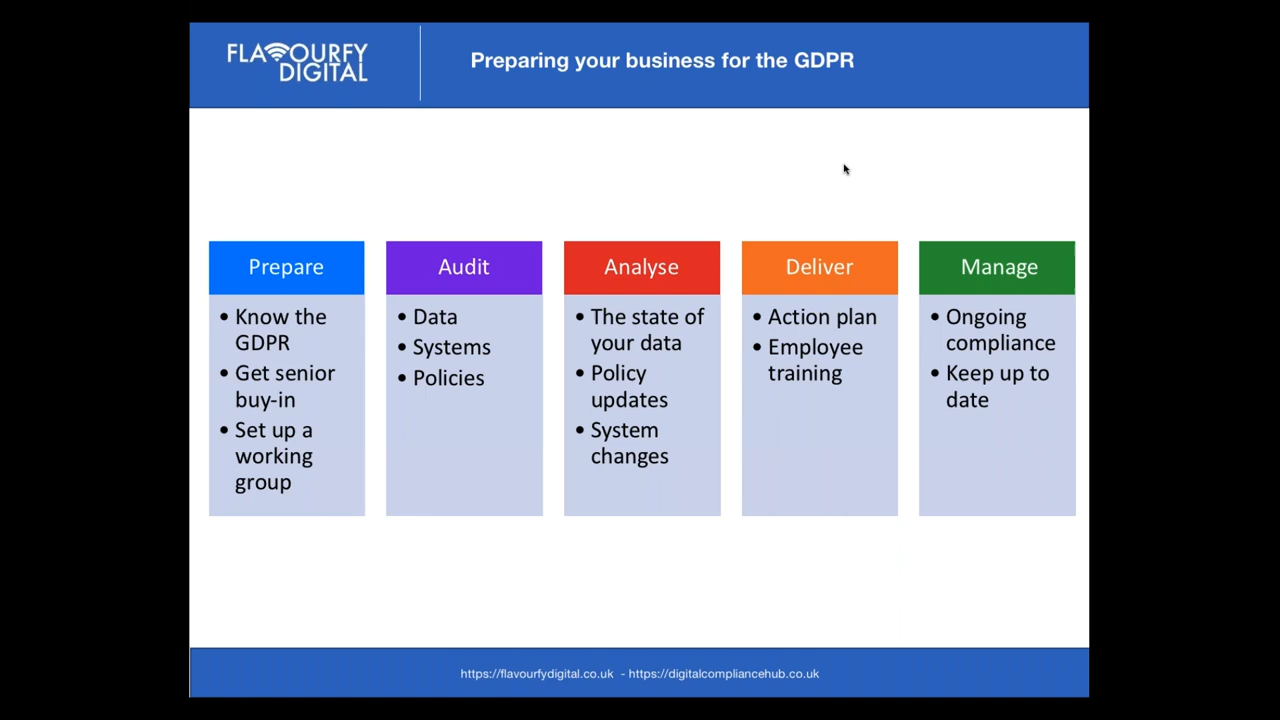 FLAVOURFY
DIGITAL
Preparing your business for the GDPR
Prepare
• Know the
GDPR
• Get senior
buy-in
• Set up a
working
group
Audit
• Data
• Systems
• Policies
Analyse
• The state of
your data
• Policy
updates
• System
changes
Deliver
• Action plan
• Employee
training
Manage
• Ongoing
compliance
• Keep up to
date
https://flavourfydigital.co.uk - https://digitalcompliancehub.co.uk